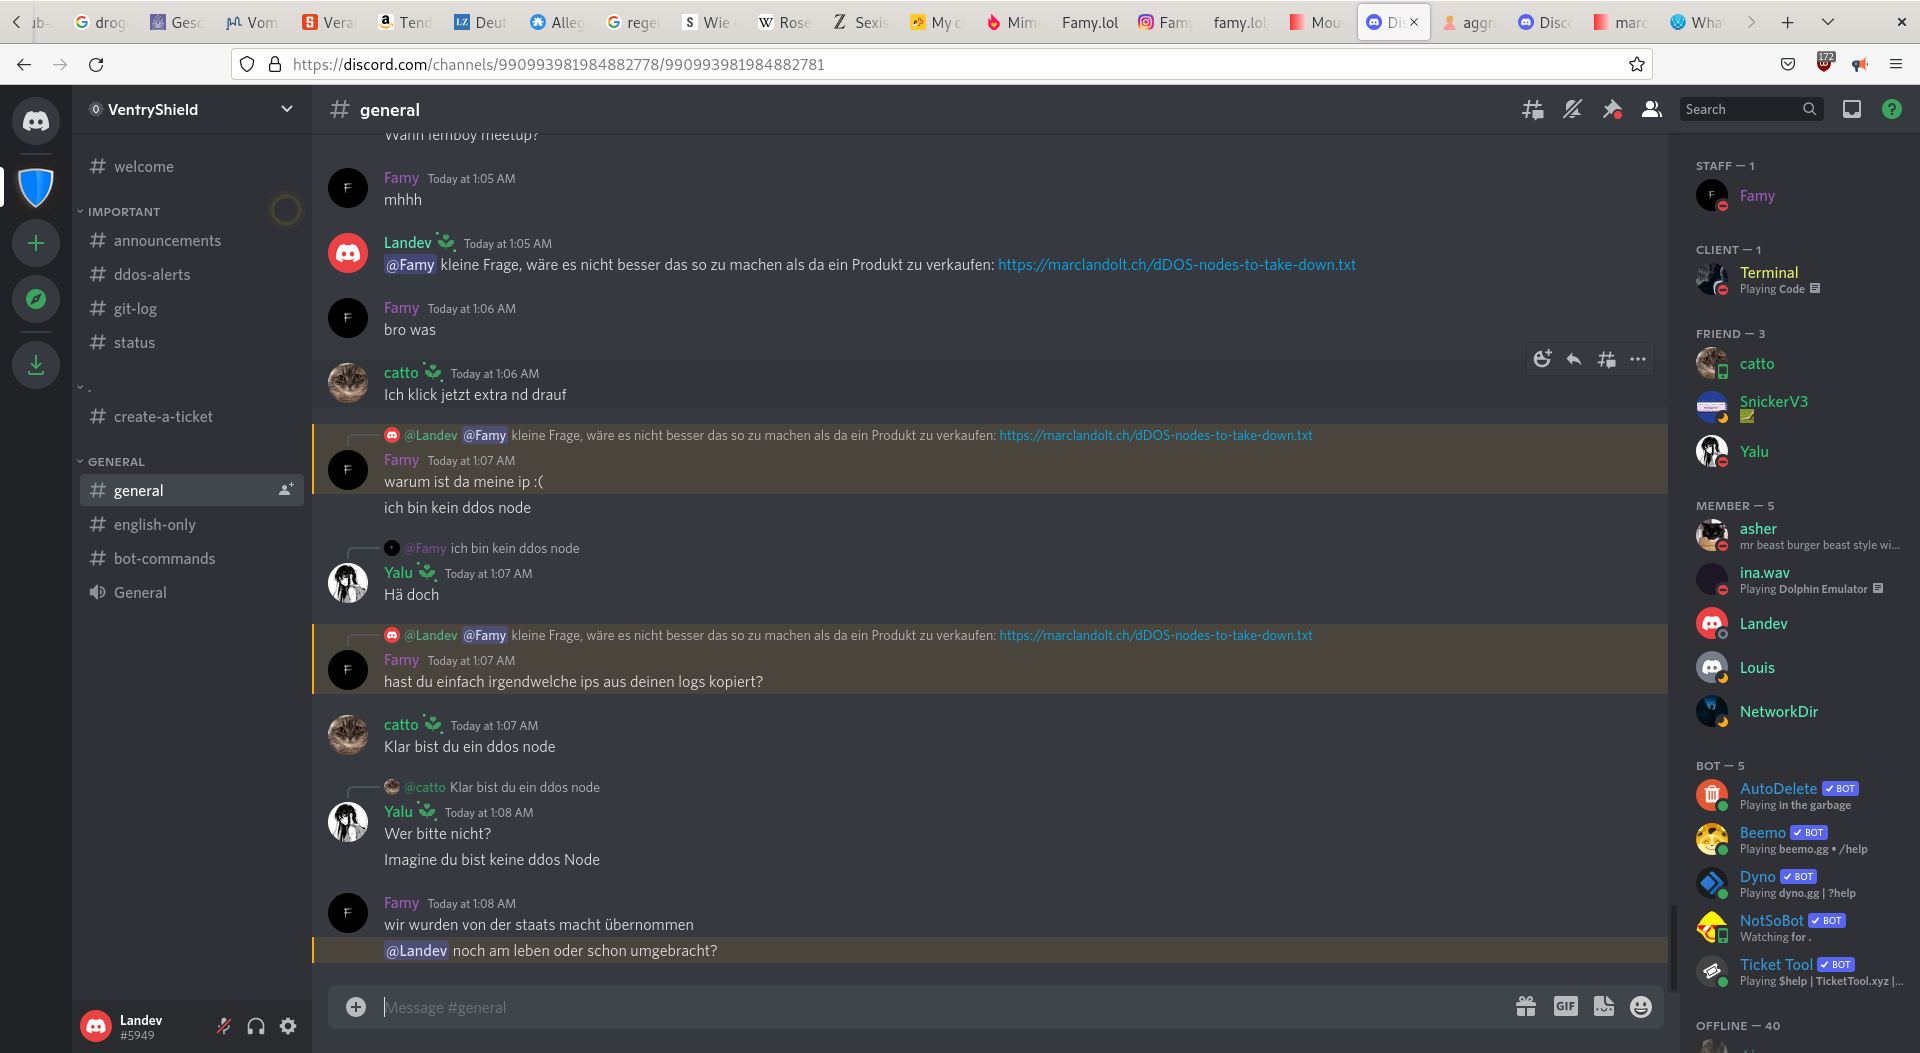 ub-
drog
Gesc
Vom
Vera
Tend
LZ Deut
Alleg
rege
S Wie
W Rose
Z Sexis
My c
Mim
Famy.lol
Famy
famy.lol
Mou
Dis
aggr
Disc
marc
Wha
https://discord.com/channels/990993981984882778/990993981984882781
172
VentryShield
welcome
IMPORTANT
announcements
ddos-alerts
git-log
status
.
create-a-ticket
GENERAL
general
english-only
bot-commands
General
Landev
#5949
general
Search
Wann femboy meetup?
Famy Today at 1:05 AM
mhhh
Landev Today at 1:05 AM
@Famy kleine Frage, wäre es nicht besser das so zu machen als da ein Produkt zu verkaufen: https://marclandolt.ch/dDOS-nodes-to-take-down.txt
Famy Today at 1:06 AM
bro was
catto Today at 1:06 AM
Ich klick jetzt extra nd drauf
@Landev @Famy kleine Frage, wäre es nicht besser das so zu machen als da ein Produkt zu verkaufen: https://marclandolt.ch/dDOS-nodes-to-take-down.txt
Famy Today at 1:07 AM
warum ist da meine ip :(
ich bin kein ddos node
@Famy ich bin kein ddos node
Yalu Today at 1:07 AM
Hä doch
@Landev @Famy kleine Frage, wäre es nicht besser das so zu machen als da ein Produkt zu verkaufen: https://marclandolt.ch/dDOS-nodes-to-take-down.txt
Famy Today at 1:07 AM
hast du einfach irgendwelche ips aus deinen logs kopiert?
catto Today at 1:07 AM
Klar bist du ein ddos node
@catto Klar bist du ein ddos node
Yalu Today at 1:08 AM
Wer bitte nicht?
Imagine du bist keine ddos Node
Famy Today at 1:08 AM
wir wurden von der staats macht übernommen
@Landev noch am leben oder schon umgebracht?
Message #general
GIF
STAFF — 1
Famy
CLIENT — 1
Terminal
Playing Code
FRIEND — 3
catto
SnickerV3
Yalu
MEMBER — 5
asher
mr beast burger beast style wi...
ina.wav
Playing Dolphin Emulator
Landev
Louis
NetworkDir
BOT — 5
AutoDelete BOT
Playing in the garbage
Beemo BOT
Playing beemo.gg • /help
Dyno BOT
Playing dyno.gg | ?help
NotSoBot BOT
Watching for .
Ticket Tool BOT
Playing $help | TicketTool.xyz |...
OFFLINE — 40